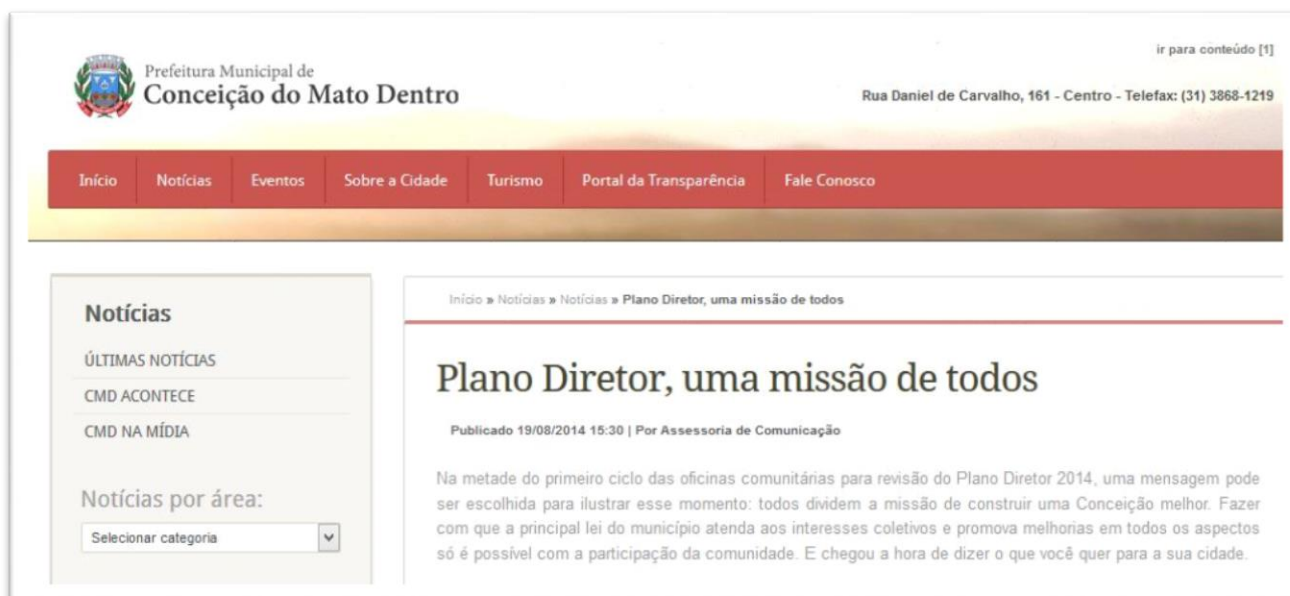 ir para conteúdo [1]
Prefeitura Municipal de
Conceição do Mato Dentro
Rua Daniel de Carvalho, 161 - Centro - Telefax: (31) 3868-1219
Início Notícias Eventos Sobre a Cidade Turismo Portal da Transparência Fale Conosco
Notícias
ÚLTIMAS NOTÍCIAS
CMD ACONTECE
CMD NA MÍDIA
Notícias por área:
Selecionar categoria
Início » Notícias » Notícias » Plano Diretor, uma missão de todos
Plano Diretor, uma missão de todos
Publicado 19/08/2014 15:30 | Por Assessoria de Comunicação
Na metade do primeiro ciclo das oficinas comunitárias para revisão do Plano Diretor 2014, uma mensagem pode
ser escolhida para ilustrar esse momento: todos dividem a missão de construir uma Conceição melhor. Fazer
com que a principal lei do município atenda aos interesses coletivos e promova melhorias em todos os aspectos
só é possível com a participação da comunidade. E chegou a hora de dizer o que você quer para a sua cidade.